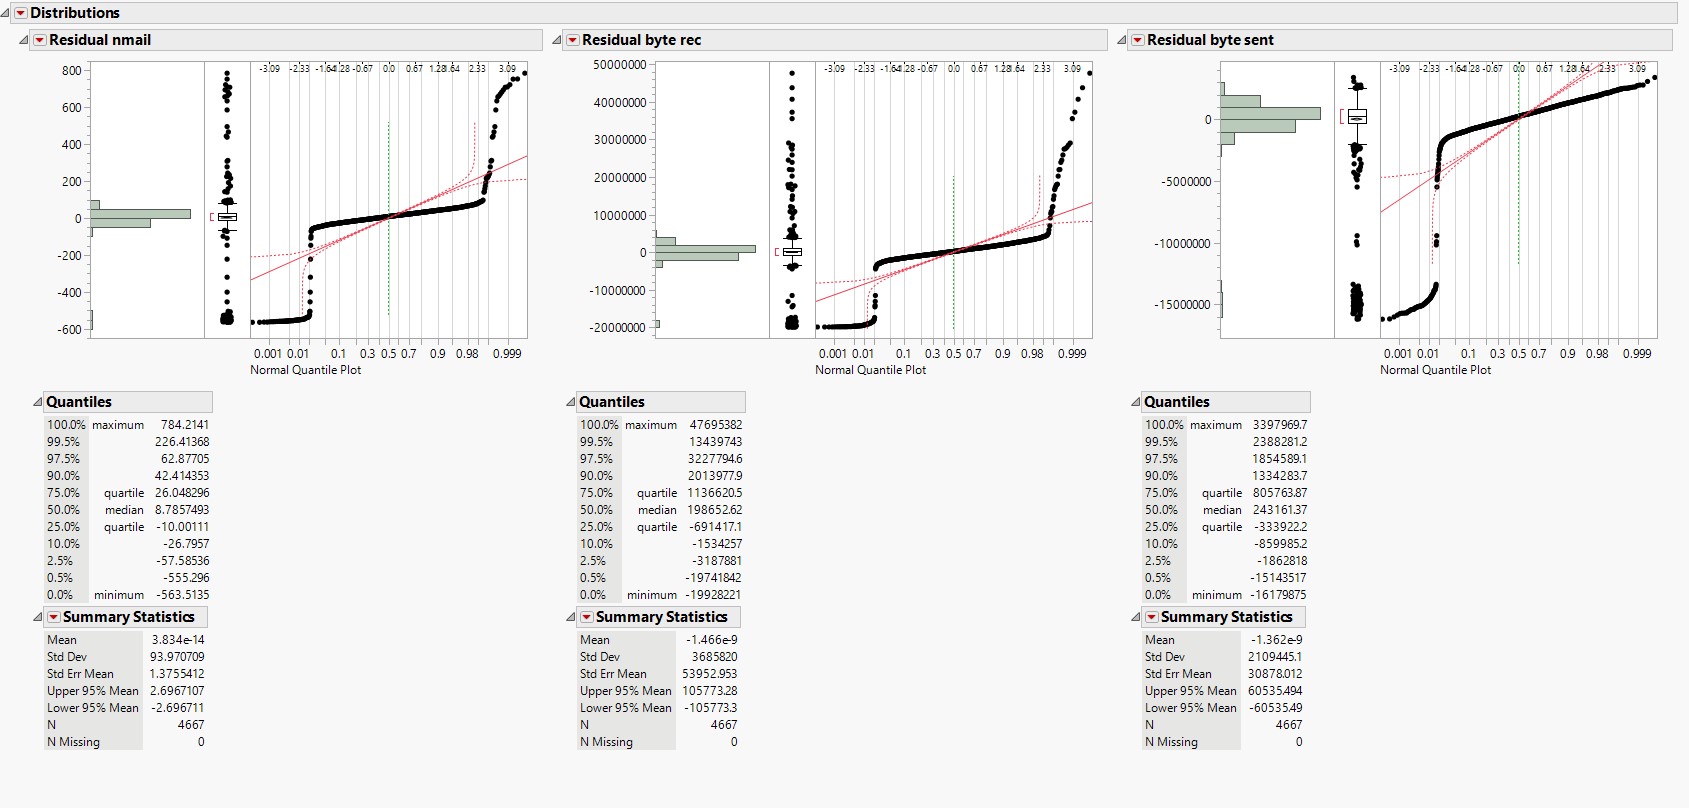 Distributions
Residual nmail
800
600
400
200
0
-200
-400
-600
-3.09 -2.33 -1.64 -1.28 -0.67 0.0 0.67 1.28 1.64 2.33 3.09
0.001 0.01 0.1 0.3 0.5 0.7 0.9 0.98 0.999
Normal Quantile Plot
Quantiles
100.0% maximum 784.2141
99.5% 226.41368
97.5% 62.87705
90.0% 42.414353
75.0% quartile 26.048296
50.0% median 8.7857493
25.0% quartile -10.00111
10.0% -26.7957
2.5% -57.58536
0.5% -555.296
0.0% minimum -563.5135
Summary Statistics
Mean 3.834e-14
Std Dev 93.970709
Std Err Mean 1.3755412
Upper 95% Mean 2.6967107
Lower 95% Mean -2.696711
N 4667
N Missing 0
Residual byte rec
50000000
40000000
30000000
20000000
10000000
0
-10000000
-20000000
-3.09 -2.33 -1.64 -1.28 -0.67 0.0 0.67 1.28 1.64 2.33 3.09
0.001 0.01 0.1 0.3 0.5 0.7 0.9 0.98 0.999
Normal Quantile Plot
Quantiles
100.0% maximum 47695382
99.5% 13439743
97.5% 3227794.6
90.0% 2013977.9
75.0% quartile 1136620.5
50.0% median 198652.62
25.0% quartile -691417.1
10.0% -1534257
2.5% -3187881
0.5% -19741842
0.0% minimum -19928221
Summary Statistics
Mean -1.466e-9
Std Dev 3685820
Std Err Mean 53952.953
Upper 95% Mean 105773.28
Lower 95% Mean -105773.3
N 4667
N Missing 0
Residual byte sent
0
-5000000
-10000000
-15000000
-3.09 -2.33 -1.64 -1.28 -0.67 0.0 0.67 1.28 1.64 2.33 3.09
0.001 0.01 0.1 0.3 0.5 0.7 0.9 0.98 0.999
Normal Quantile Plot
Quantiles
100.0% maximum 3397969.7
99.5% 2388281.2
97.5% 1854589.1
90.0% 1334283.7
75.0% quartile 805763.87
50.0% median 243161.37
25.0% quartile -333922.2
10.0% -859985.2
2.5% -1862818
0.5% -15143517
0.0% minimum -16179875
Summary Statistics
Mean -1.362e-9
Std Dev 2109445.1
Std Err Mean 30878.012
Upper 95% Mean 60535.494
Lower 95% Mean -60535.49
N 4667
N Missing 0